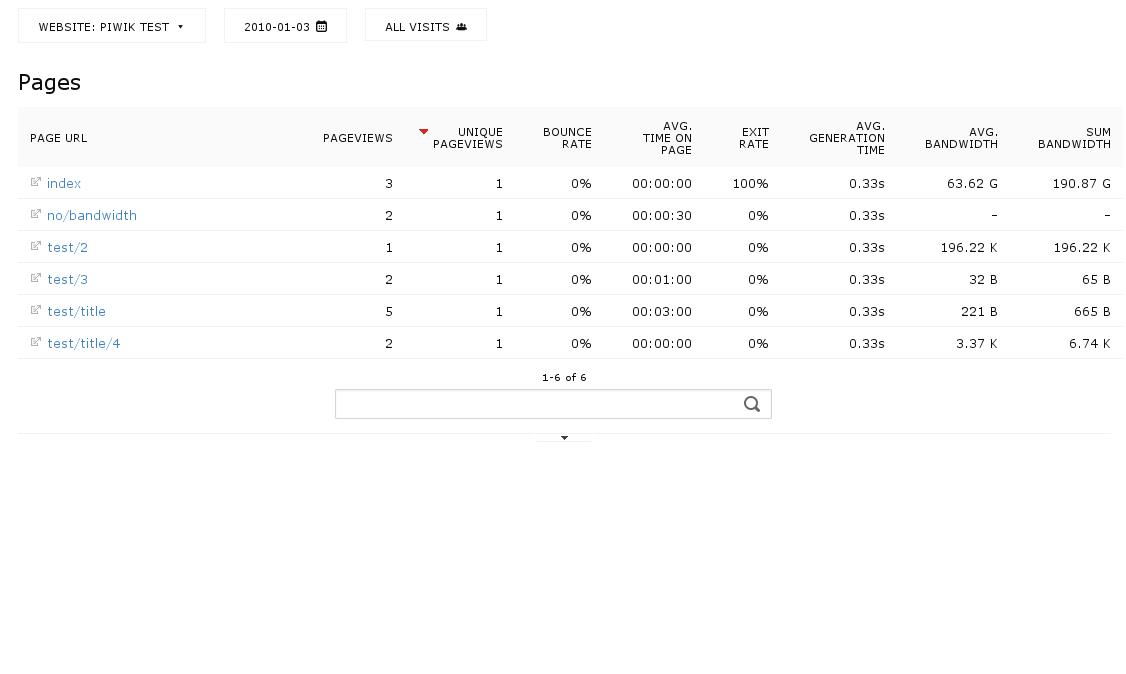 WEBSITE: PIWIK TEST 2010-01-03 ALL VISITS
Pages
PAGE URL PAGEVIEWS UNIQUE PAGEVIEWS BOUNCE RATE AVG. TIME ON PAGE EXIT RATE AVG. GENERATION TIME AVG. BANDWIDTH SUM BANDWIDTH
index 3 1 0% 00:00:00 100% 0.33s 63.62 G 190.87 G
no/bandwidth 2 1 0% 00:00:30 0% 0.33s – –
test/2 1 1 0% 00:00:00 0% 0.33s 196.22 K 196.22 K
test/3 2 1 0% 00:01:00 0% 0.33s 32 B 65 B
test/title 5 1 0% 00:03:00 0% 0.33s 221 B 665 B
test/title/4 2 1 0% 00:00:00 0% 0.33s 3.37 K 6.74 K
1-6 of 6